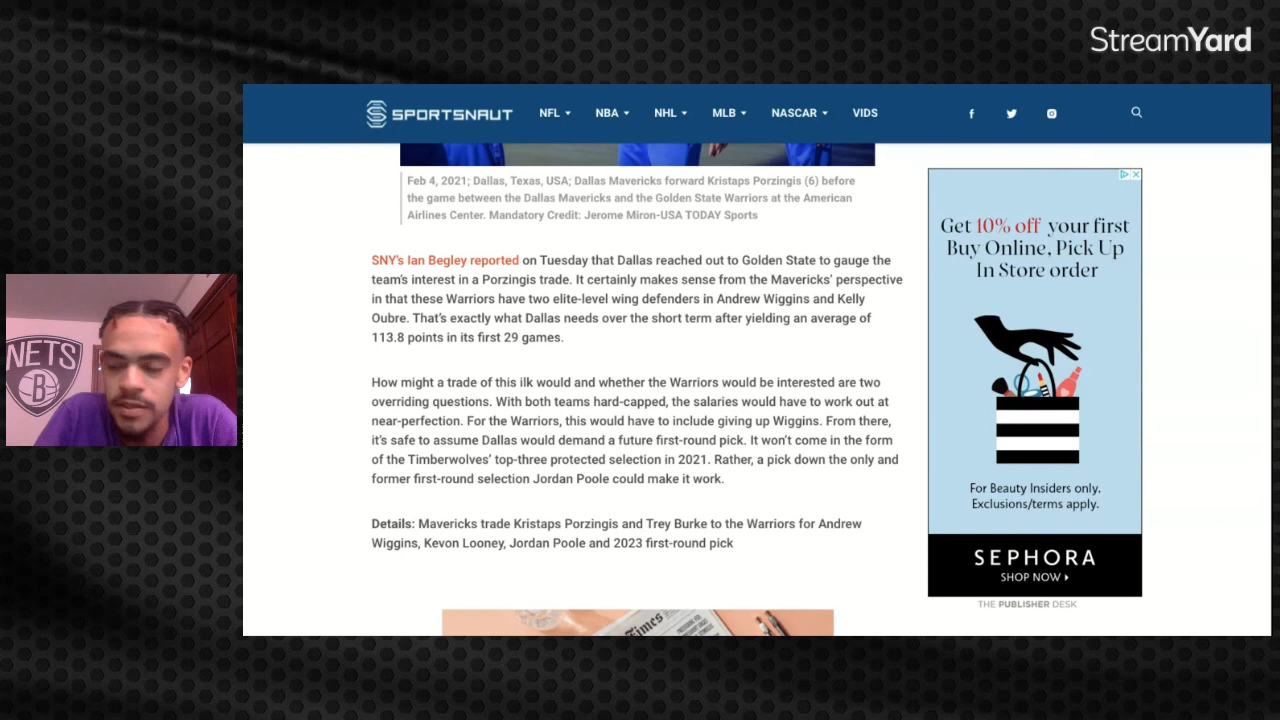 StreamYard
SPORTSNAUT NFL NBA NHL MLB NASCAR VIDS
Feb 4, 2021; Dallas, Texas, USA; Dallas Mavericks forward Kristaps Porzingis (6) before
the game between the Dallas Mavericks and the Golden State Warriors at the American
Airlines Center. Mandatory Credit: Jerome Miron-USA TODAY Sports
SNY's Ian Begley reported on Tuesday that Dallas reached out to Golden State to gauge the
team's interest in a Porzingis trade. It certainly makes sense from the Mavericks' perspective
in that these Warriors have two elite-level wing defenders in Andrew Wiggins and Kelly
Oubre. That's exactly what Dallas needs over the short term after yielding an average of
113.8 points in its first 29 games.
How might a trade of this ilk would and whether the Warriors would be interested are two
overriding questions. With both teams hard-capped, the salaries would have to work out at
near-perfection. For the Warriors, this would have to include giving up Wiggins. From there,
it's safe to assume Dallas would demand a future first-round pick. It won't come in the form
of the Timberwolves' top-three protected selection in 2021. Rather, a pick down the only and
former first-round selection Jordan Poole could make it work.
Details: Mavericks trade Kristaps Porzingis and Trey Burke to the Warriors for Andrew
Wiggins, Kevon Looney, Jordan Poole and 2023 first-round pick
Times
Get 10% off your first
Buy Online, Pick Up
In Store order
For Beauty Insiders only.
Exclusions/terms apply.
SEPHORA
SHOP NOW
THE PUBLISHER DESK
NETS
B